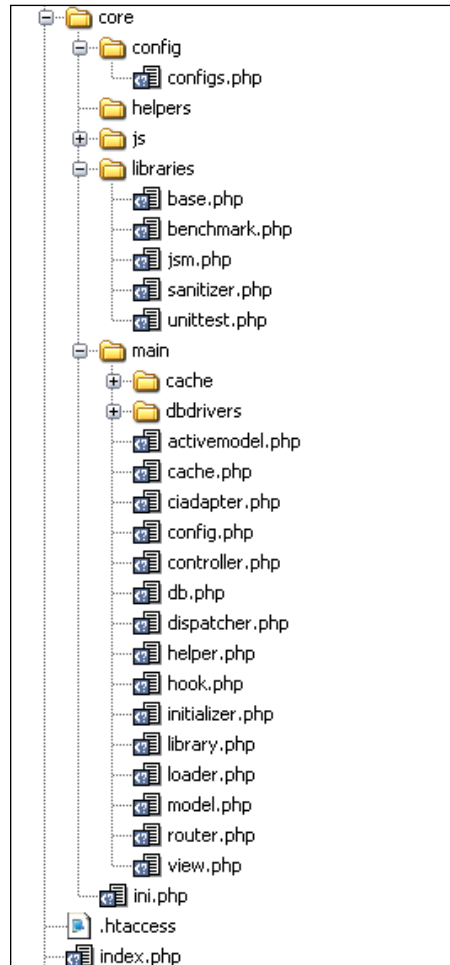 core
config
configs.php
helpers
js
libraries
base.php
benchmark.php
jsm.php
sanitizer.php
unittest.php
main
cache
dbdrivers
activemodel.php
cache.php
ciadapter.php
config.php
controller.php
db.php
dispatcher.php
helper.php
hook.php
initializer.php
library.php
loader.php
model.php
router.php
view.php
ini.php
.htaccess
index.php